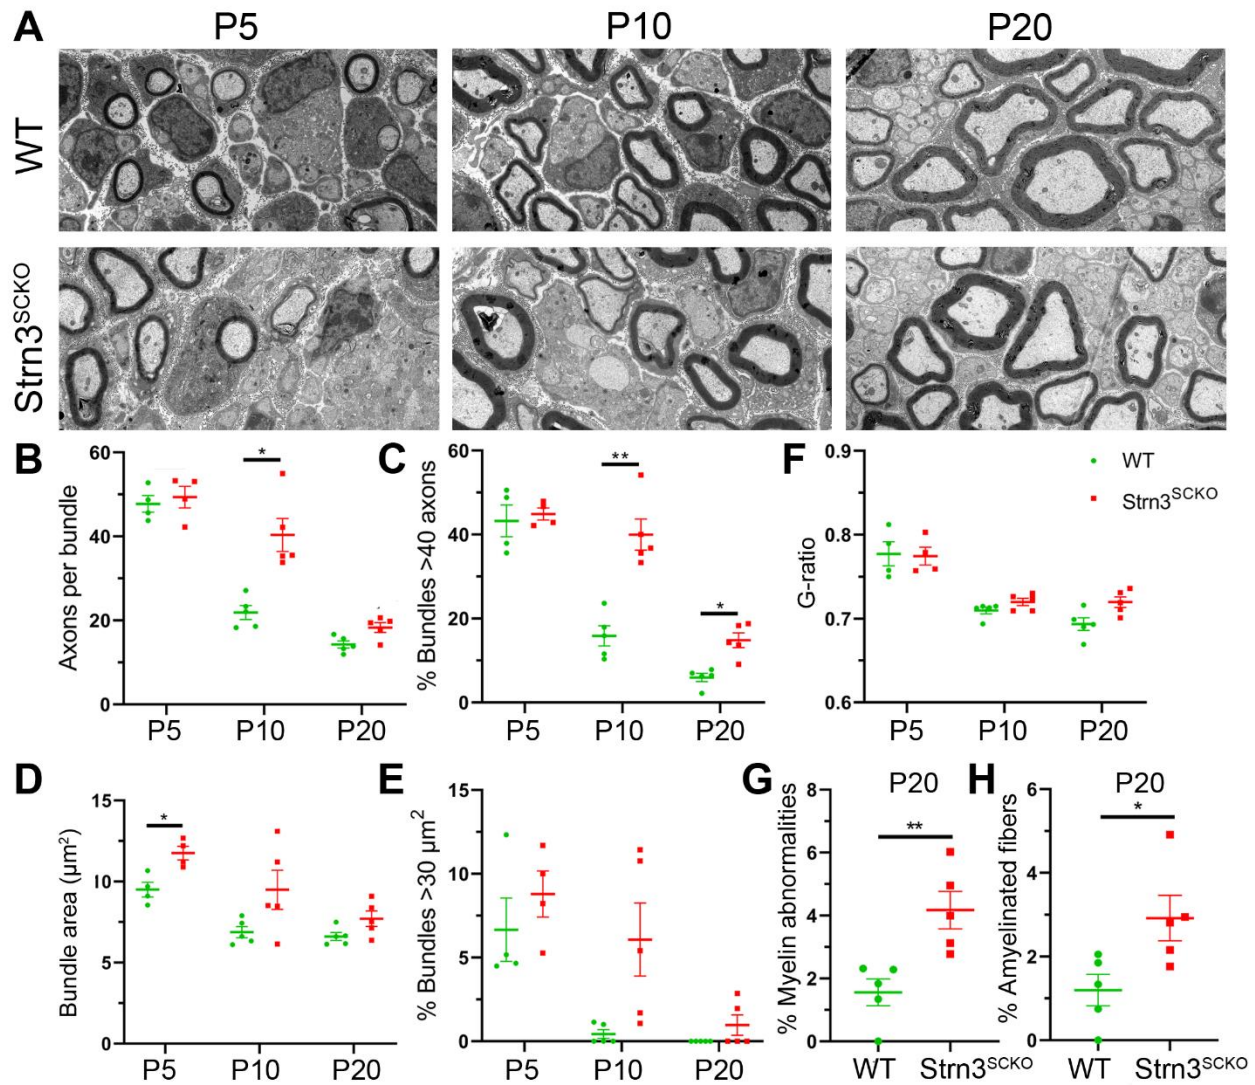 A
P5
P10
P20
WT
Strn3SCKO
B
Axons per bundle
60
40
20
0
*
P5
P10
P20
C
% Bundles >40 axons
60
40
20
0
**
*
P5
P10
P20
F
G-ratio
0.9
0.8
0.7
0.6
WT
Strn3SCKO
P5
P10
P20
D
Bundle area (µm²)
15
10
5
0
*
P5
P10
P20
E
% Bundles >30 µm²
15
10
5
0
P5
P10
P20
G
P20
% Myelin abnormalities
8
6
4
2
0
**
WT
Strn3SCKO
H
P20
% Amyelinated fibers
6
4
2
0
*
WT
Strn3SCKO